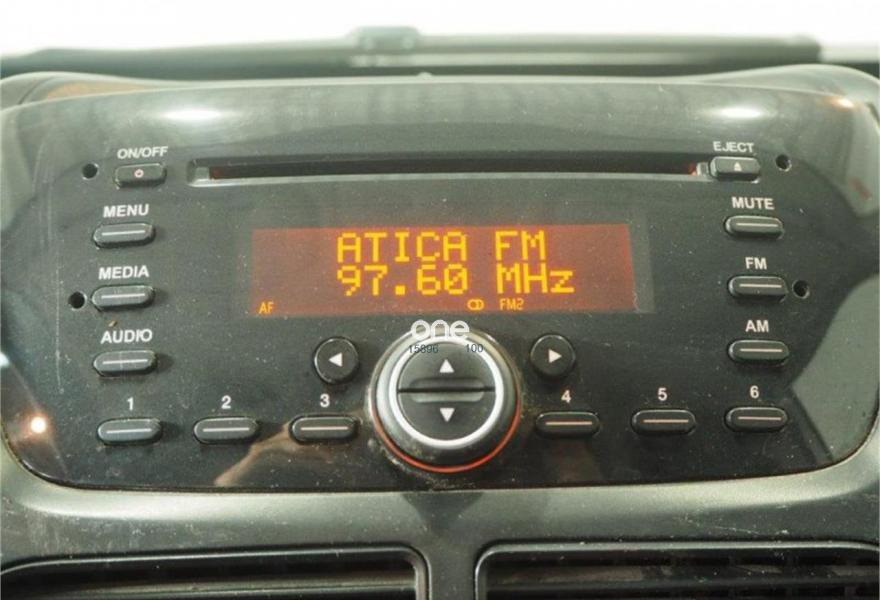 ON/OFF
EJECT
MENU
MUTE
ATICA FM
97.60 MHz
MEDIA
FM
AF
FM2
one
15896 100
AUDIO
AM
1
2
3
4
5
6